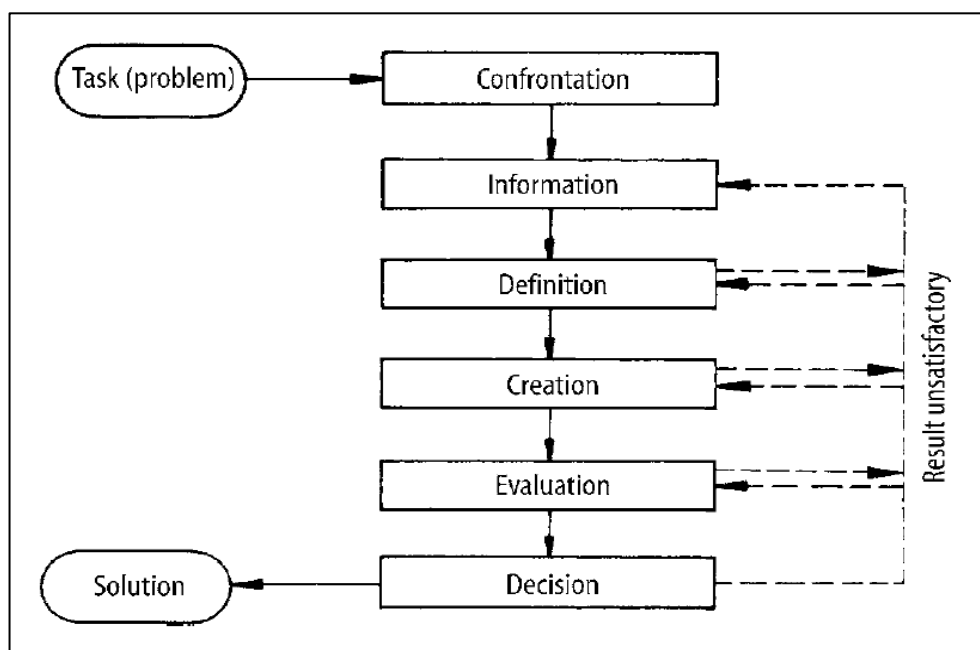 Task (problem)
Confrontation
Information
Definition
Creation
Evaluation
Decision
Solution
Result unsatisfactory